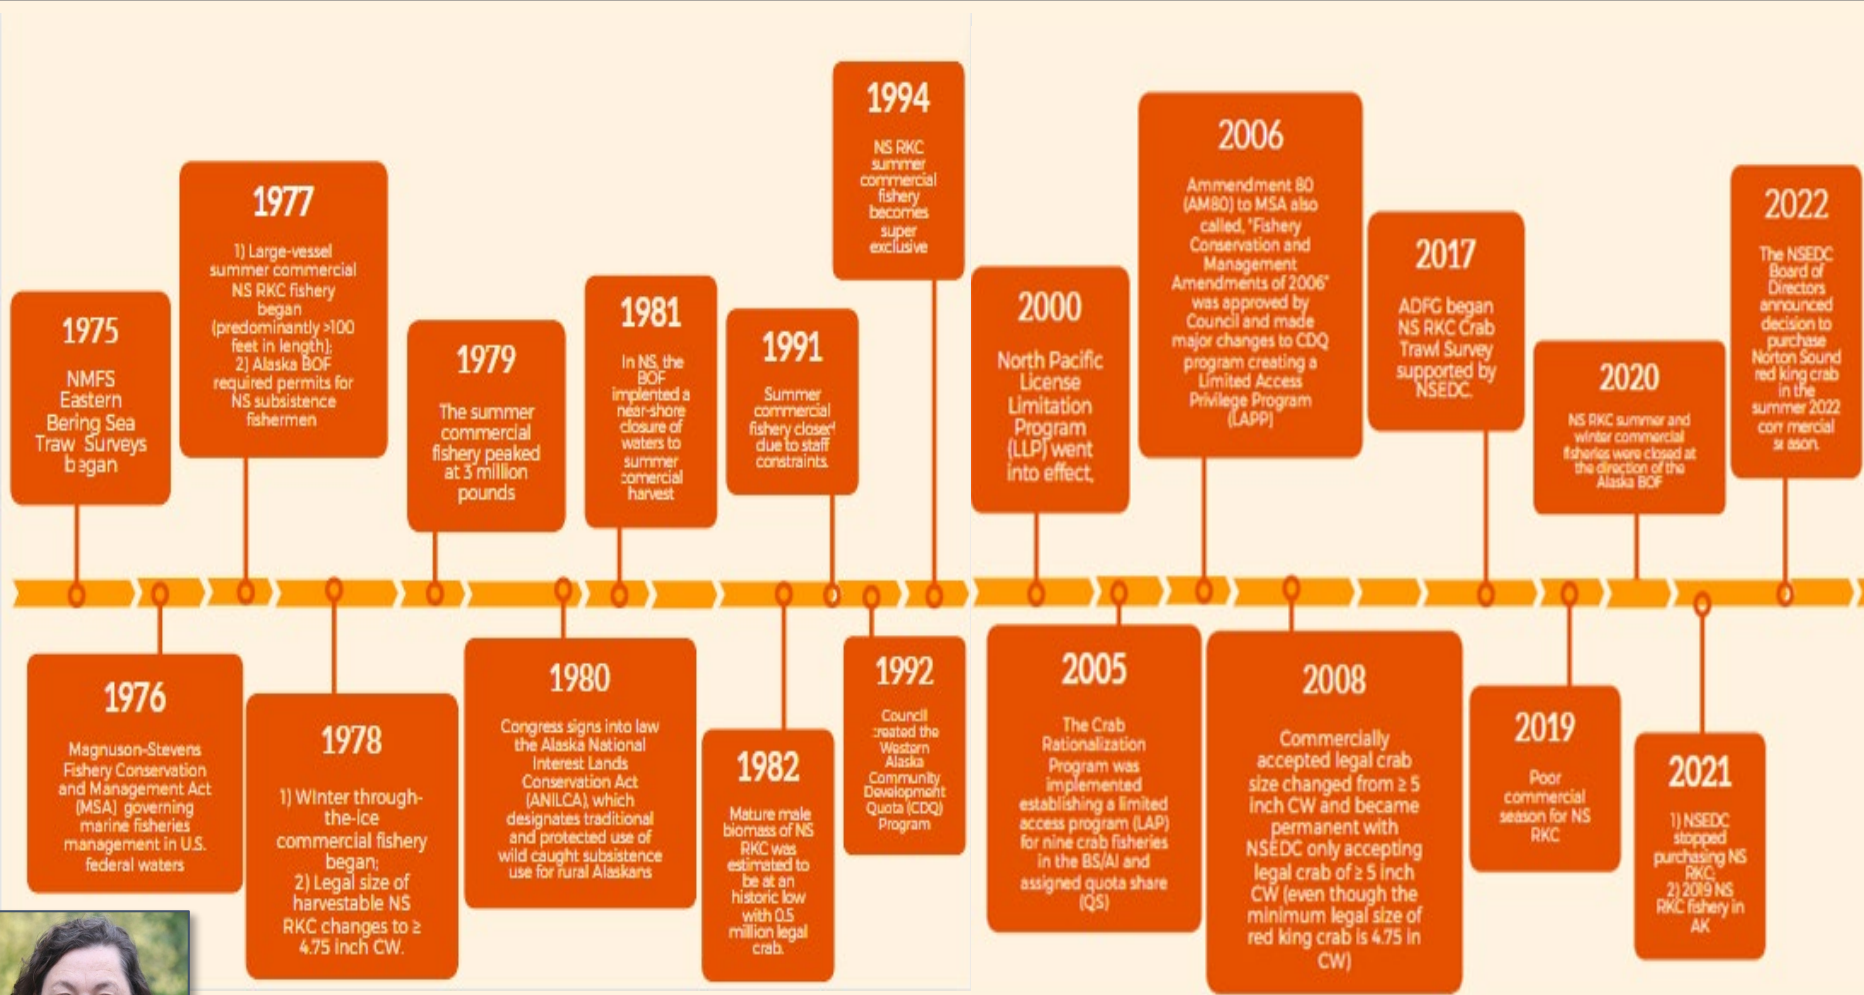 1975
NMFS
Eastern
Bering Sea
Traw Surveys
began
1976
Magnuson-Stevens
Fishery Conservation
and Management Act
(MSA) governing
marine fisheries
management in U.S.
federal waters
1977
1) Large-vessel
summer commercial
NS RKC fishery
began
(predominantly >100
feet in length);
2) Alaska BOF
required permits for
NS subsistence
fishermen
1978
1) WInter through-
the-ice
commercial fishery
began;
2) Legal size of
harvestable NS
RKC changes to ≥
4.75 inch CW.
1979
The summer
commercial
fishery peaked
at 3 million
pounds
1980
Congress signs into law
the Alaska National
Interest Lands
Conservation Act
(ANILCA), which
designates traditional
and protected use of
wild caught subsistence
use for rural Alaskans
1981
In NS, the
BOF
implented a
near-shore
closure of
waters to
summer
comercial
harvest
1982
Mature male
biomass of NS
RKC was
estimated to
be at an
historic low
with 0.5
million legal
crab.
1991
Summer
commercial
fishery closed
due to staff
constraints.
1992
Council
created the
Western
Alaska
Community
Development
Quota (CDQ)
Program
1994
NS RKC
summer
commercial
fishery
becomes
super
exclusive
2000
North Pacific
License
Limitation
Program
(LLP) went
into effect,
2005
The Crab
Rationalization
Program was
implemented
establishing a limited
access program (LAP)
for nine crab fisheries
in the BS/AI and
assigned quota share
(QS)
2006
Ammendment 80
(AM80) to MSA also
called, "Fishery
Conservation and
Management
Amendments of 2006"
was approved by
Council and made
major changes to CDQ
program creating a
Limited Access
Privilege Program
(LAPP)
2008
Commercially
accepted legal crab
size changed from ≥ 5
inch CW and became
permanent with
NSEDC only accepting
legal crab of ≥ 5 inch
CW (even though the
minimum legal size of
red king crab is 4.75 in
CW)
2017
ADFG began
NS RKC Crab
Trawl Survey
supported by
NSEDC.
2019
Poor
commercial
season for NS
RKC
2020
NS RKC summer and
winter commercial
fisheries were closed at
the direction of the
Alaska BOF
2021
1) NSEDC
stopped
purchasing NS
RKC;
2) 2019 NS
RKC fishery in
AK
2022
The NSEDC
Board of
Directors
announced
decision to
purchase
Norton Sound
red king crab
in the
summer 2022
commercial
season.